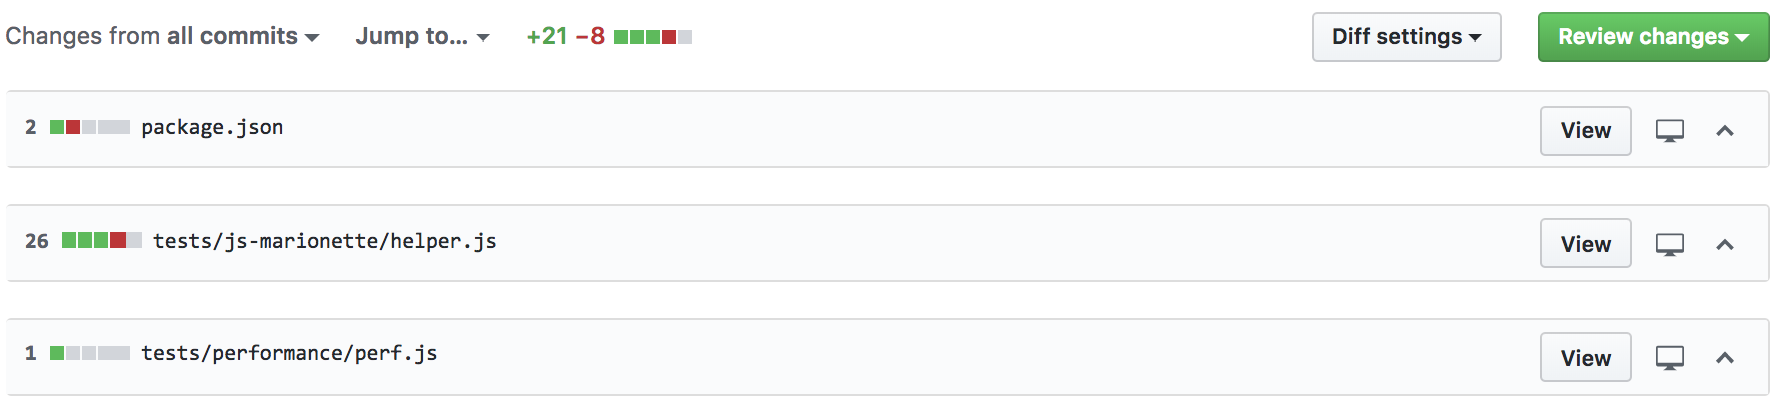 Changes from all commits Jump to... +21 −8 Diff settings Review changes
2 package.json View
26 tests/js-marionette/helper.js View
1 tests/performance/perf.js View